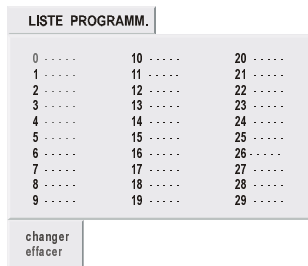 LISTE PROGRAMM.
0 ----- 10 ----- 20 -----
1 ----- 11 ----- 21 -----
2 ----- 12 ----- 22 -----
3 ----- 13 ----- 23 -----
4 ----- 14 ----- 24 -----
5 ----- 15 ----- 25 -----
6 ----- 16 ----- 26 -----
7 ----- 17 ----- 27 -----
8 ----- 18 ----- 28 -----
9 ----- 19 ----- 29 -----
changer
effacer